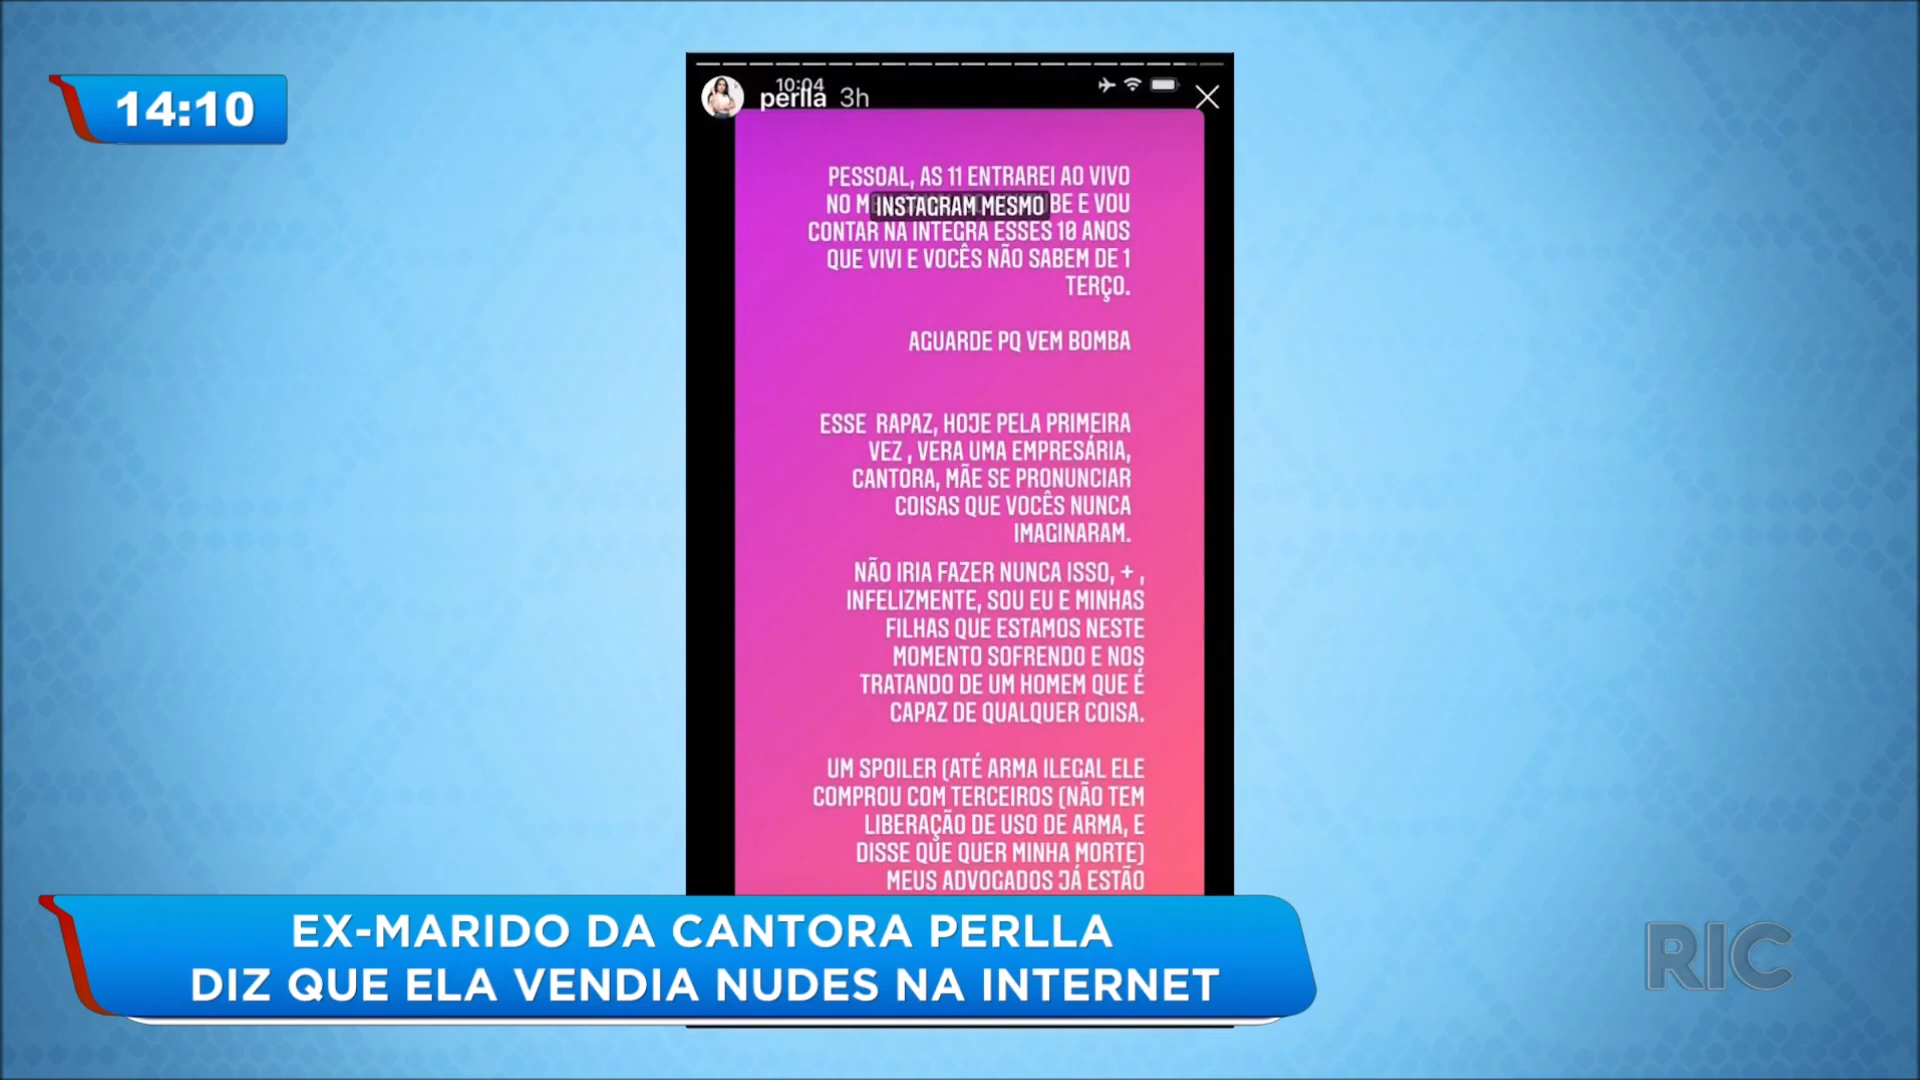 14:10
10:04
perlla 3h
PESSOAL, AS 11 ENTRAREI AO VIVO
NO M INSTAGRAM MESMO BE E VOU
CONTAR NA INTEGRA ESSES 10 ANOS
QUE VIVI E VOCÊS NÃO SABEM DE 1
TERÇO.
AGUARDE PQ VEM BOMBA
ESSE RAPAZ, HOJE PELA PRIMEIRA
VEZ , VERA UMA EMPRESÁRIA,
CANTORA, MÃE SE PRONUNCIAR
COISAS QUE VOCÊS NUNCA
IMAGINARAM.
NÃO IRIA FAZER NUNCA ISSO, + ,
INFELIZMENTE, SOU EU E MINHAS
FILHAS QUE ESTAMOS NESTE
MOMENTO SOFRENDO E NOS
TRATANDO DE UM HOMEM QUE É
CAPAZ DE QUALQUER COISA.
UM SPOILER (ATÉ ARMA ILEGAL ELE
COMPROU COM TERCEIROS (NÃO TEM
LIBERAÇÃO DE USO DE ARMA, E
DISSE QUE QUER MINHA MORTE)
MEUS ADVOGADOS JÁ ESTÃO
EX-MARIDO DA CANTORA PERLLA
DIZ QUE ELA VENDIA NUDES NA INTERNET
RIC